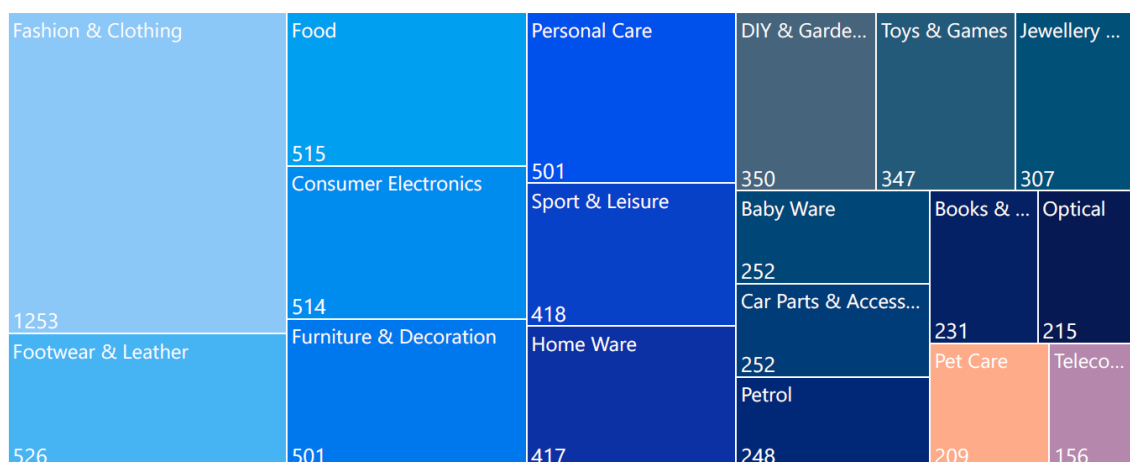 Fashion & Clothing
1253
Footwear & Leather
526
Food
515
Consumer Electronics
514
Furniture & Decoration
501
Personal Care
501
Sport & Leisure
418
Home Ware
417
DIY & Garde...
350
Toys & Games
347
Jewellery ...
307
Baby Ware
252
Car Parts & Access...
252
Petrol
248
Books & ...
231
Optical
215
Pet Care
209
Teleco...
156